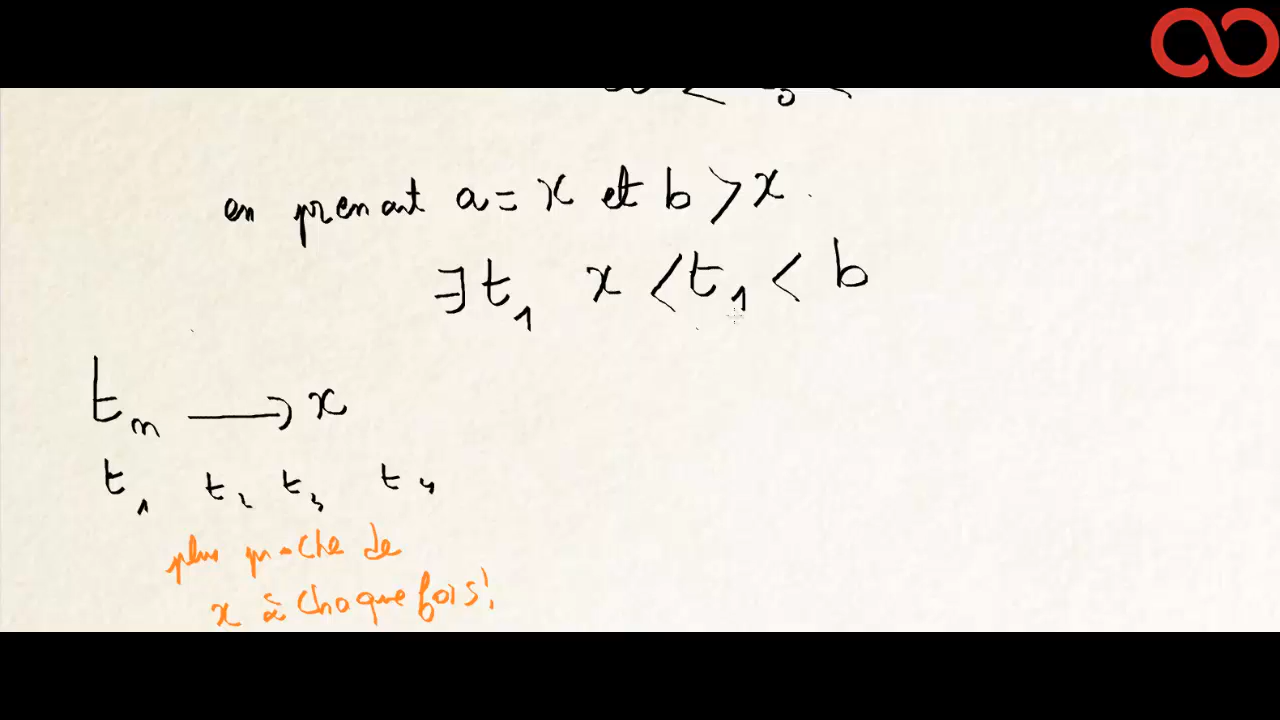 en prenant a = x et b > x.
∃ t₁ x < t₁ < b
tₙ → x
t₁ t₂ t₃ t₄
plus proche de
x à chaque fois!